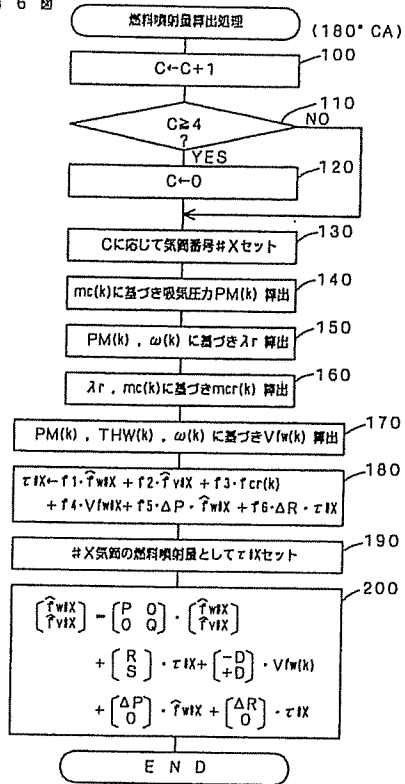 第6図
燃料噴射量算出処理
(180°CA)
100
C←C+1
110
C≧4
?
NO
YES
120
C←0
130
Cに応じて気筒番号#Xセット
140
mc(k)に基づき吸気圧力PM(k) 算出
150
PM(k) , ω(k) に基づきλr 算出
160
λr , mc(k)に基づきmcr(k) 算出
170
PM(k) , THW(k) , ω(k) に基づきVfw(k) 算出
180
τ#X←f1·f̂w#X + f2·f̂v#X + f3·fcr(k)
+ f4·Vfw#X + f5·ΔP·f̂w#X + f6·ΔR·τ#X
190
#X気筒の燃料噴射量としてτ#Xセット
200
[f̂w#X] = [P 0] · [f̂w#X]
[f̂v#X] [0 Q] [f̂v#X]
+ [R] · τ#X + [-D] · Vfw(k)
[S] [+D]
+ [ΔP] · f̂w#X + [ΔR] · τ#X
[0] [0]
END